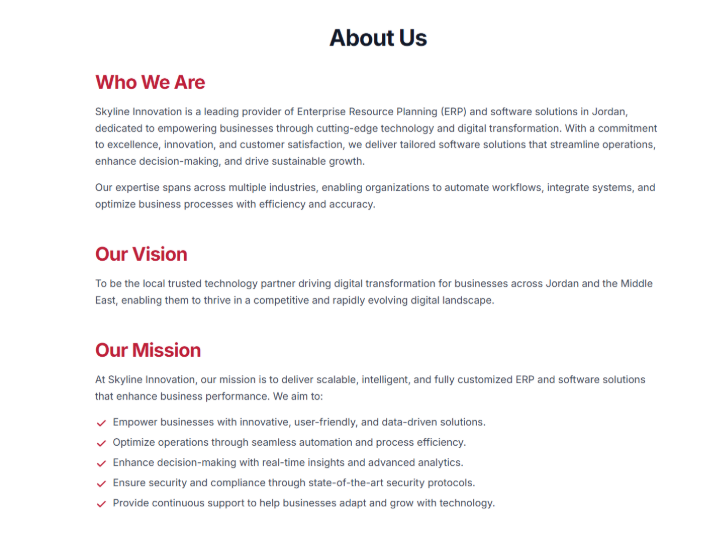 About Us
Who We Are
Skyline Innovation is a leading provider of Enterprise Resource Planning (ERP) and software solutions in Jordan,
dedicated to empowering businesses through cutting-edge technology and digital transformation. With a commitment
to excellence, innovation, and customer satisfaction, we deliver tailored software solutions that streamline operations,
enhance decision-making, and drive sustainable growth.
Our expertise spans across multiple industries, enabling organizations to automate workflows, integrate systems, and
optimize business processes with efficiency and accuracy.
Our Vision
To be the local trusted technology partner driving digital transformation for businesses across Jordan and the Middle
East, enabling them to thrive in a competitive and rapidly evolving digital landscape.
Our Mission
At Skyline Innovation, our mission is to deliver scalable, intelligent, and fully customized ERP and software solutions
that enhance business performance. We aim to:
Empower businesses with innovative, user-friendly, and data-driven solutions.
Optimize operations through seamless automation and process efficiency.
Enhance decision-making with real-time insights and advanced analytics.
Ensure security and compliance through state-of-the-art security protocols.
Provide continuous support to help businesses adapt and grow with technology.